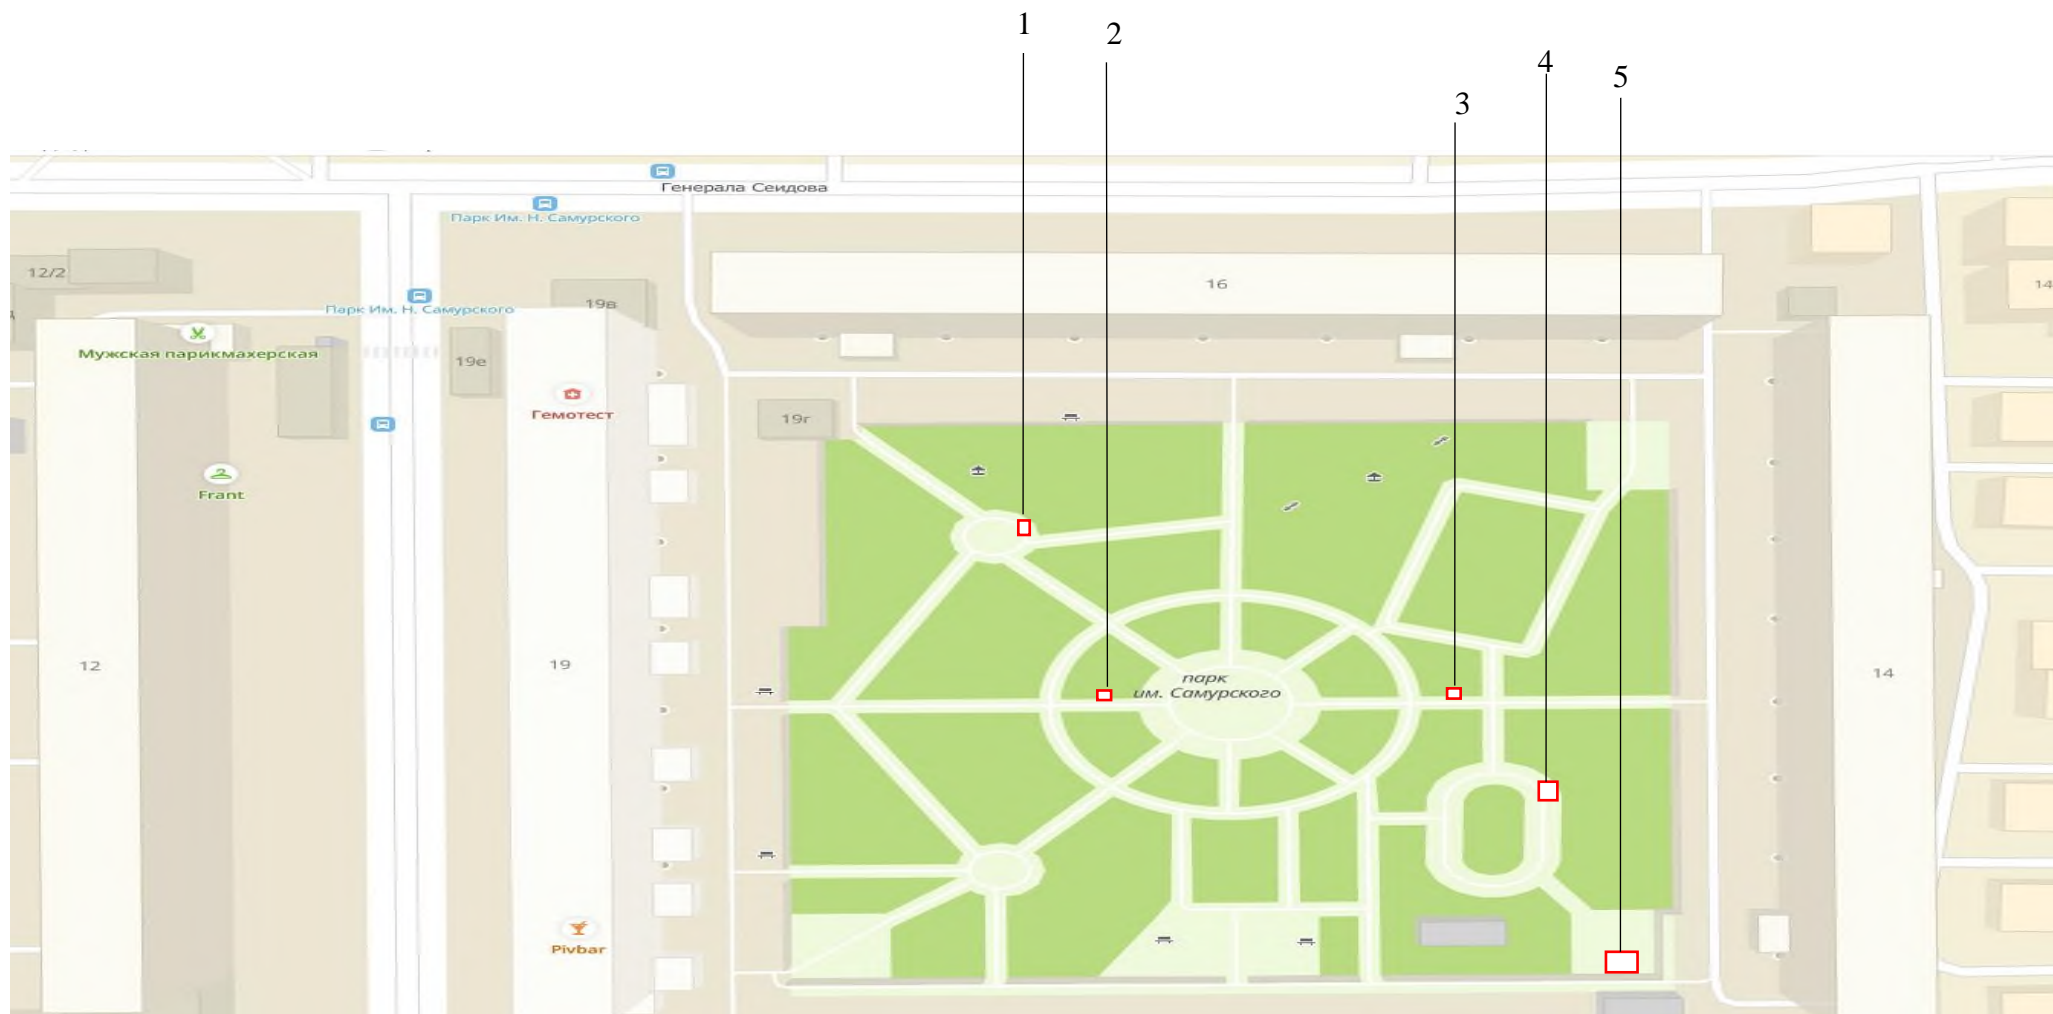 1
2
4
5
3
Генерала Сеидова
Парк Им. Н. Самурского
12/2
16
14
19в
Парк Им. Н. Самурского
Мужская парикмахерская
19е
Гемотест
19г
Frant
12
19
14
парк
им. Самурского
Pivbar